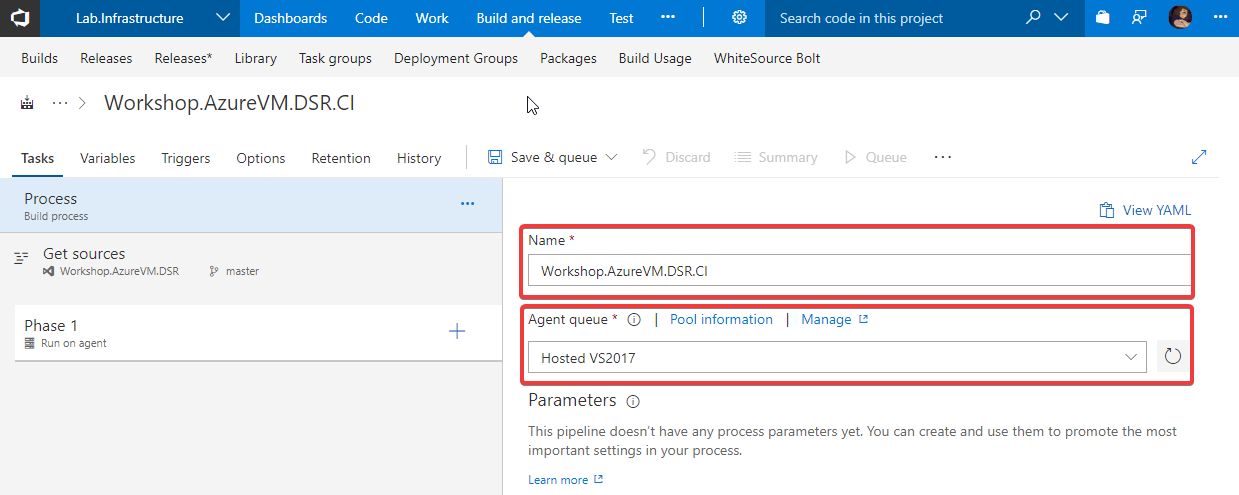 Lab.Infrastructure
Dashboards Code Work Build and release Test ··· Search code in this project ···
Builds Releases Releases* Library Task groups Deployment Groups Packages Build Usage WhiteSource Bolt
··· > Workshop.AzureVM.DSR.CI
Tasks Variables Triggers Options Retention History Save & queue Discard Summary Queue ···
Process ···
Build process
Get sources
Workshop.AzureVM.DSR master
Phase 1 +
Run on agent
View YAML
Name *
Workshop.AzureVM.DSR.CI
Agent queue * | Pool information | Manage
Hosted VS2017
Parameters
This pipeline doesn't have any process parameters yet. You can create and use them to promote the most
important settings in your process.
Learn more